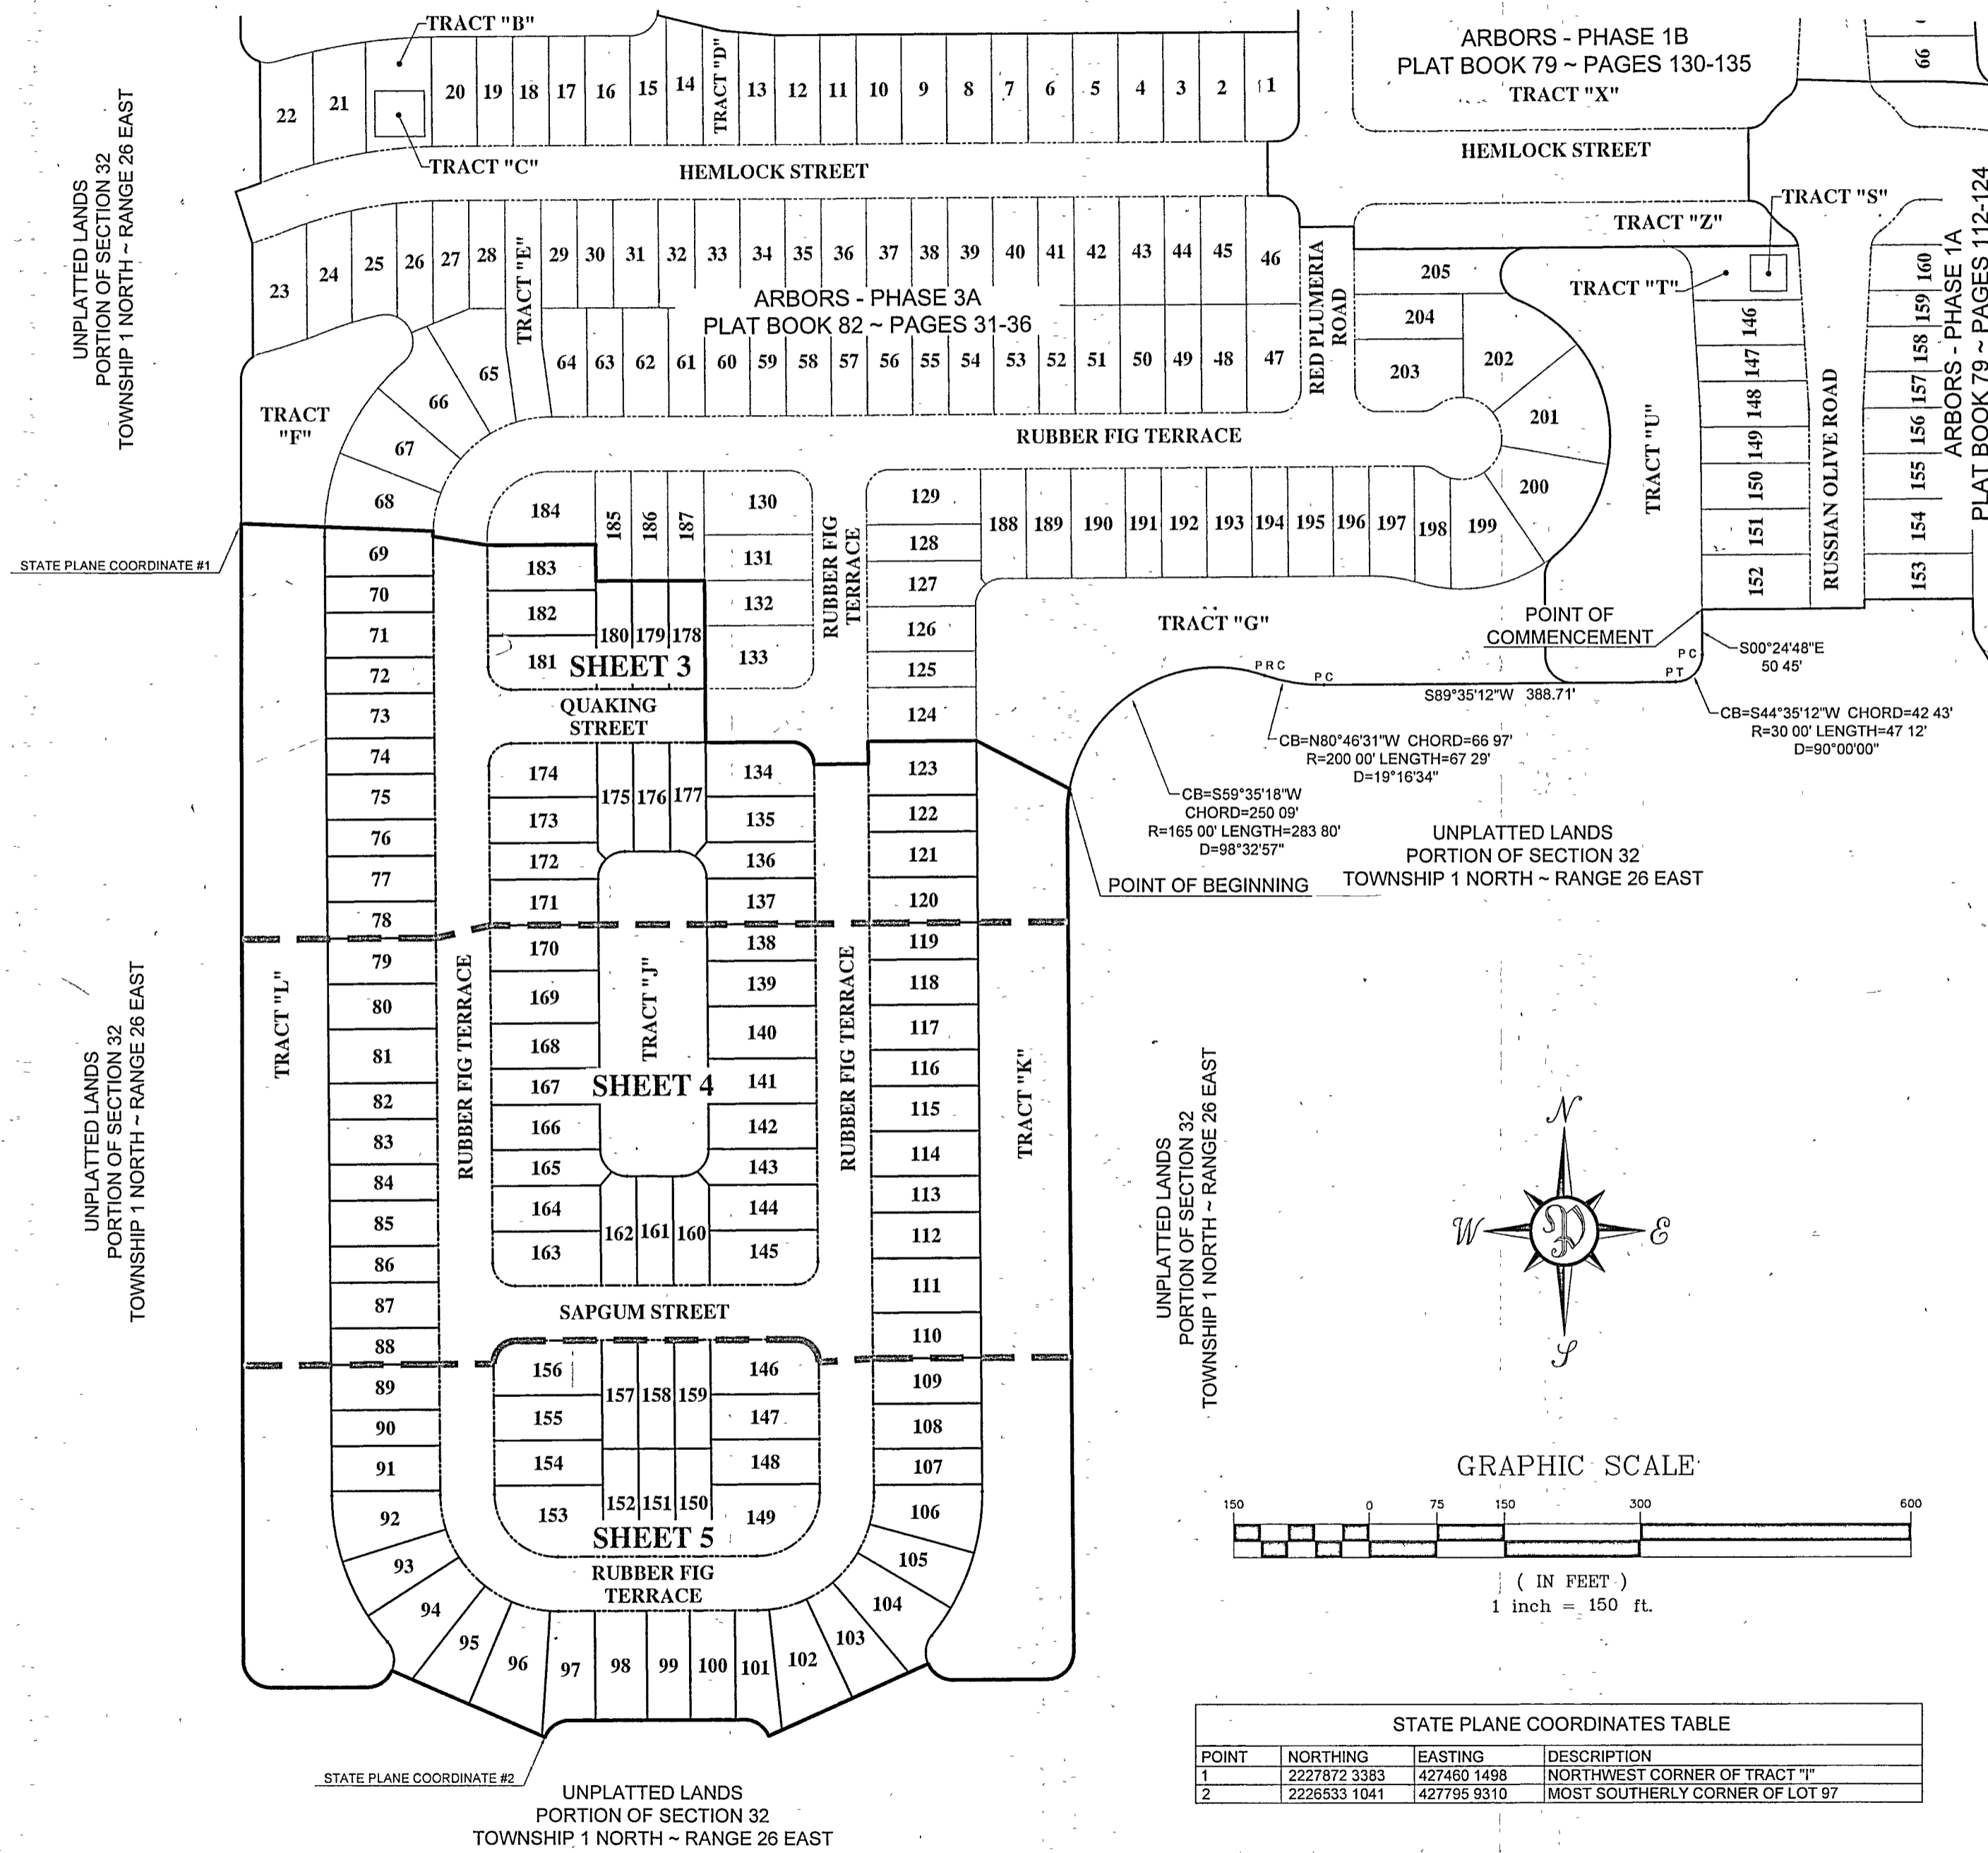 TRACT "B"
22
21
20
19
18
17
16
15
14
TRACT "D"
13
12
11
10
9
8
7
6
5
4
3
2
1
TRACT "C"
HEMLOCK STREET
ARBORS - PHASE 1B
PLAT BOOK 79 ~ PAGES 130-135
TRACT "X"
HEMLOCK STREET
66
TRACT "S"
TRACT "Z"
TRACT "T"
UNPLATTED LANDS
PORTION OF SECTION 32
TOWNSHIP 1 NORTH ~ RANGE 26 EAST
23
24
25
26
27
28
TRACT "E"
29
30
31
32
33
34
35
36
37
38
39
40
41
42
43
44
45
46
ARBORS - PHASE 3A
PLAT BOOK 82 ~ PAGES 31-36
RED PLUMERIA
ROAD
205
204
203
202
201
200
TRACT "U"
146
147
148
149
150
151
152
RUSSIAN OLIVE ROAD
160
159
158
157
156
155
154
153
ARBORS - PHASE 1A
PLAT BOOK 79 ~ PAGES 112-124
TRACT
"F"
68
67
66
65
64
63
62
61
60
59
58
57
56
55
54
53
52
51
50
49
48
47
RUBBER FIG TERRACE
184
185
186
187
130
131
132
133
RUBBER FIG
TERRACE
129
128
127
126
125
124
188
189
190
191
192
193
194
195
196
197
198
199
STATE PLANE COORDINATE #1
TRACT "G"
POINT OF
COMMENCEMENT
PRC
PC
PC
PT
S00°24'48"E
50 45'
S89°35'12"W 388.71'
CB=S44°35'12"W CHORD=42 43'
R=30 00' LENGTH=47 12'
D=90°00'00"
CB=N80°46'31"W CHORD=66 97'
R=200 00' LENGTH=67 29'
D=19°16'34"
CB=S59°35'18"W
CHORD=250 09'
R=165 00' LENGTH=283 80'
D=98°32'57"
POINT OF BEGINNING
UNPLATTED LANDS
PORTION OF SECTION 32
TOWNSHIP 1 NORTH ~ RANGE 26 EAST
69
70
71
72
73
74
75
76
77
78
183
182
181
180
179
178
SHEET 3
QUAKING
STREET
174
173
172
171
175
176
177
134
135
136
137
123
122
121
120
UNPLATTED LANDS
PORTION OF SECTION 32
TOWNSHIP 1 NORTH ~ RANGE 26 EAST
TRACT "L"
79
80
81
82
83
84
85
86
87
88
RUBBER FIG TERRACE
170
169
168
167
166
165
164
163
TRACT "J"
SHEET 4
162
161
160
138
139
140
141
142
143
144
145
RUBBER FIG TERRACE
119
118
117
116
115
114
113
112
111
110
TRACT "K"
UNPLATTED LANDS
PORTION OF SECTION 32
TOWNSHIP 1 NORTH ~ RANGE 26 EAST
SAPGUM STREET
89
90
91
92
93
94
95
96
97
98
99
100
101
102
103
104
105
106
107
108
109
156
155
154
153
157
158
159
152
151
150
146
147
148
149
SHEET 5
RUBBER FIG
TERRACE
STATE PLANE COORDINATE #2
UNPLATTED LANDS
PORTION OF SECTION 32
TOWNSHIP 1 NORTH ~ RANGE 26 EAST
N
W
E
S
GRAPHIC SCALE
150 0 75 150 300 600
( IN FEET )
1 inch = 150 ft.
STATE PLANE COORDINATES TABLE
POINT NORTHING EASTING DESCRIPTION
1 2227872 3383 427460 1498 NORTHWEST CORNER OF TRACT "I"
2 2226533 1041 427795 9310 MOST SOUTHERLY CORNER OF LOT 97